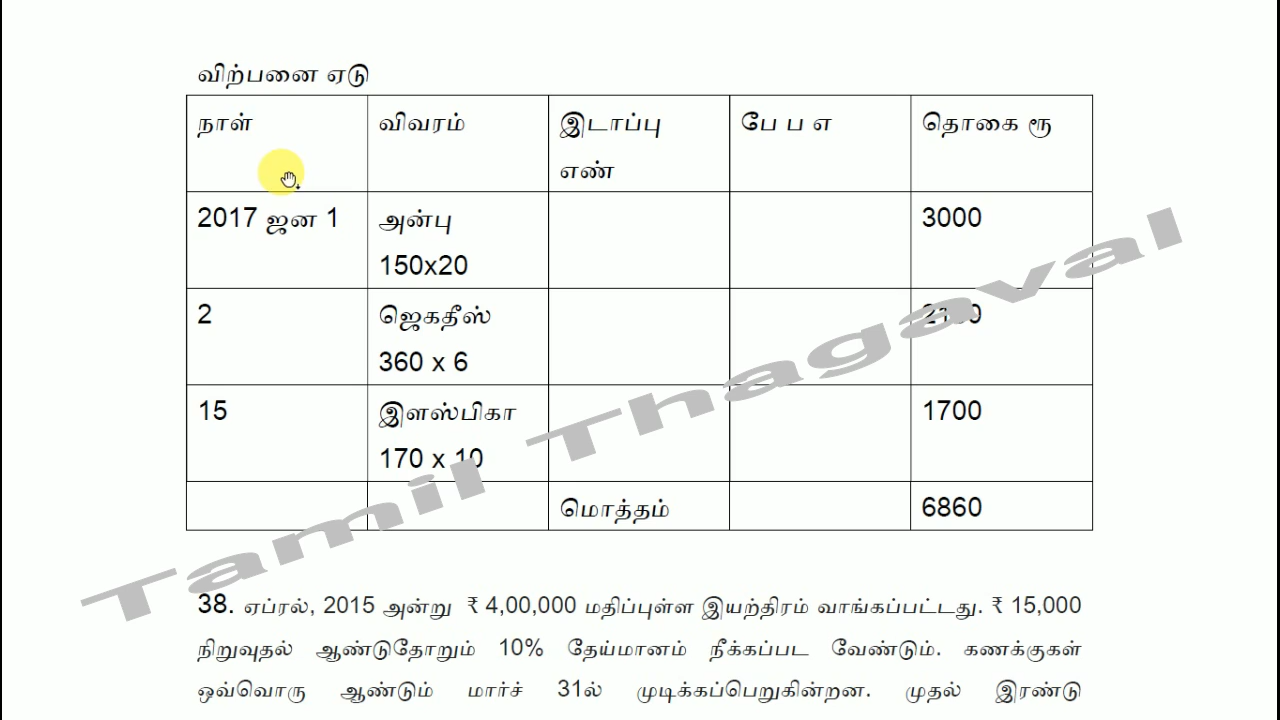 விற்பனை ஏடு
நாள் விவரம் இடாப்பு எண் பே ப எ தொகை ரூ
2017 ஜன 1 அன்பு 3000
150x20
2 ஜெகதீஸ்
360 x 6
15 இளஸ்பிகா 1700
170 x 10
மொத்தம் 6860
Tamil Thagaval
38. ஏப்ரல், 2015 அன்று ₹ 4,00,000 மதிப்புள்ள இயற்திரம் வாங்கப்பட்டது. ₹ 15,000
நிறுவுதல் ஆண்டுதோறும் 10% தேய்மானம் நீக்கப்பட வேண்டும். கணக்குகள்
ஒவ்வொரு ஆண்டும் மார்ச் 31ல் முடிக்கப்பெறுகின்றன. முதல் இரண்டு